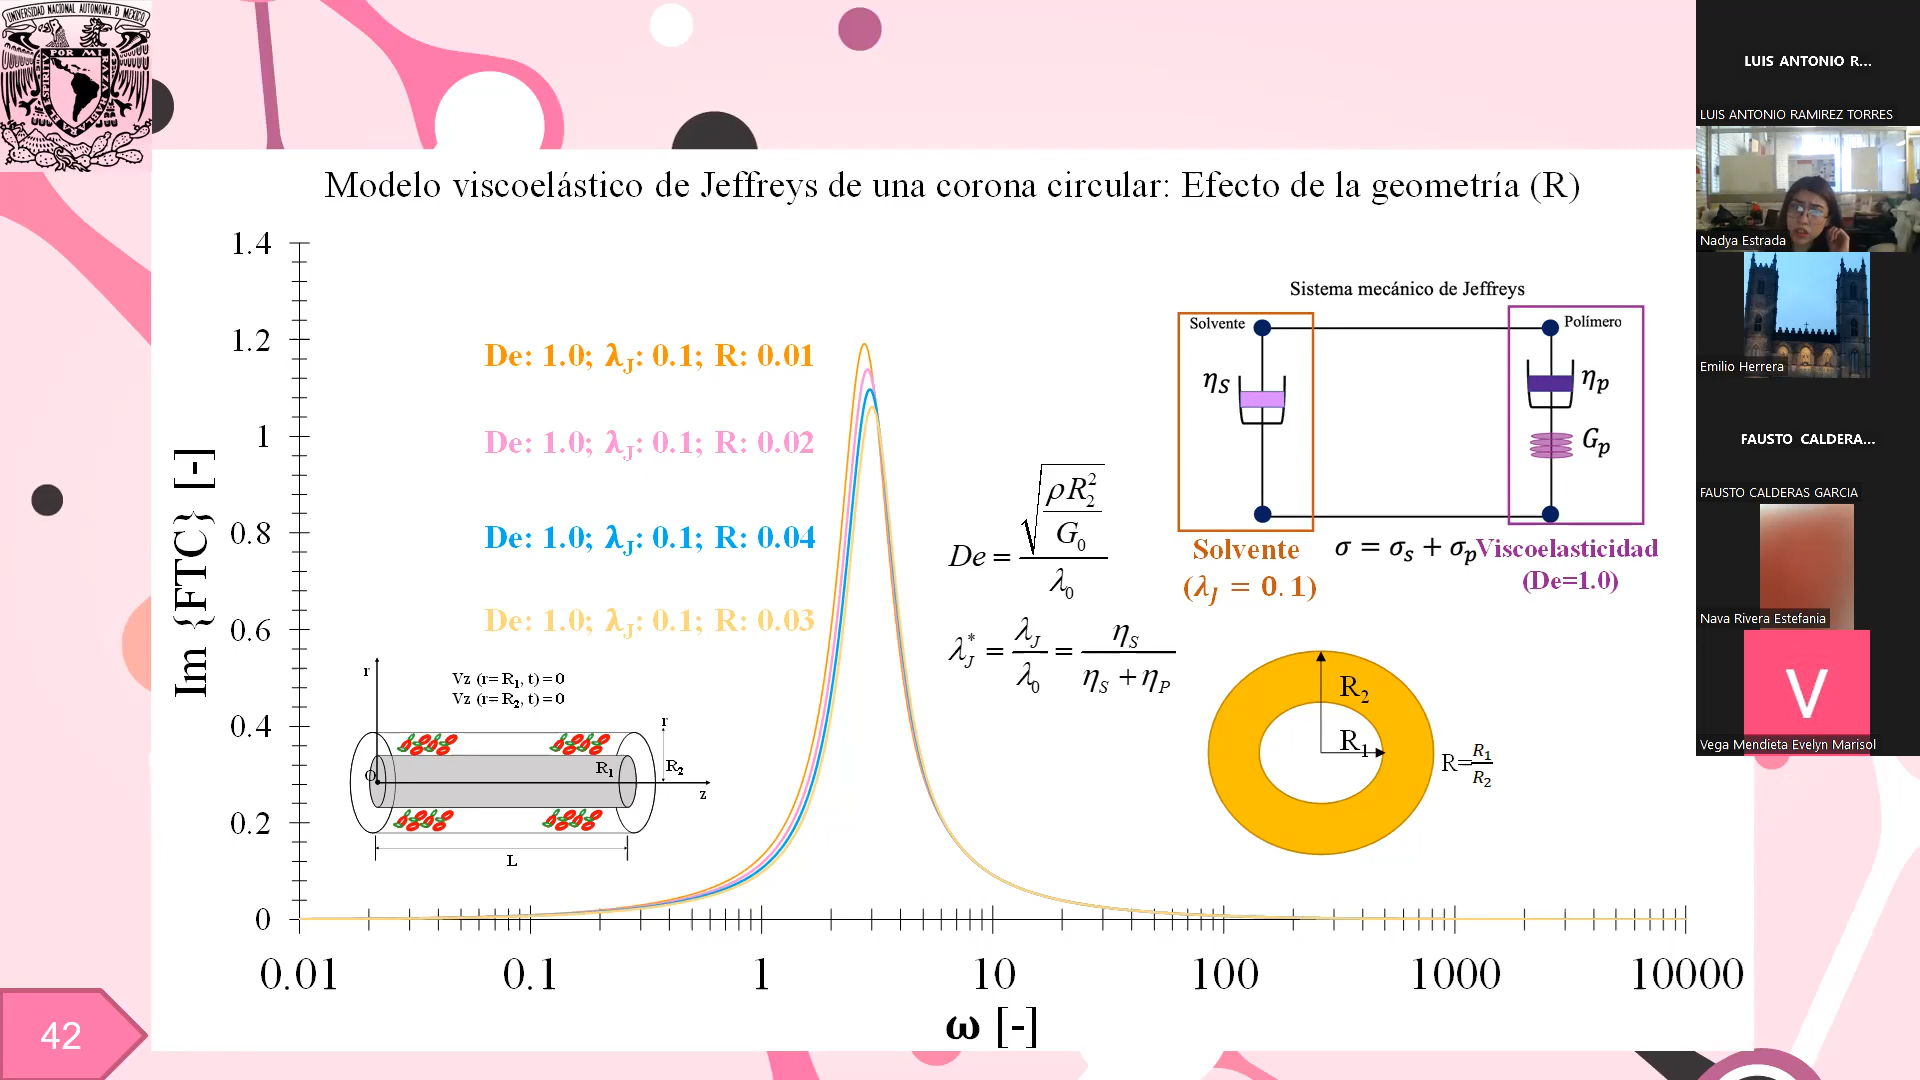 UNIVERSIDAD NACIONAL AUTONOMA DE MEXICO
POR MI
RAZA
ESPIRITU
Modelo viscoelástico de Jeffreys de una corona circular: Efecto de la geometría (R)
Im {FTC} [-]
1.4
1.2
1
0.8
0.6
0.4
0.2
0
De: 1.0; λJ: 0.1; R: 0.01
De: 1.0; λJ: 0.1; R: 0.02
De: 1.0; λJ: 0.1; R: 0.04
De: 1.0; λJ: 0.1; R: 0.03
r
Vz (r= R1, t) = 0
Vz (r= R2, t) = 0
O
R1
r
R2
z
L
De = √(ρR2²/G0) / λ0
λJ* = λJ/λ0 = ηS/(ηS + ηP)
Sistema mecánico de Jeffreys
Solvente
Polímero
ηS
ηp
Gp
Solvente
(λJ = 0.1)
σ = σs + σp
Viscoelasticidad
(De=1.0)
R2
R1
R=R1/R2
0.01 0.1 1 10 100 1000 10000
ω [-]
42
LUIS ANTONIO R...
LUIS ANTONIO RAMIREZ TORRES
Nadya Estrada
Emilio Herrera
FAUSTO CALDERA...
FAUSTO CALDERAS GARCIA
Nava Rivera Estefania
V
Vega Mendieta Evelyn Marisol